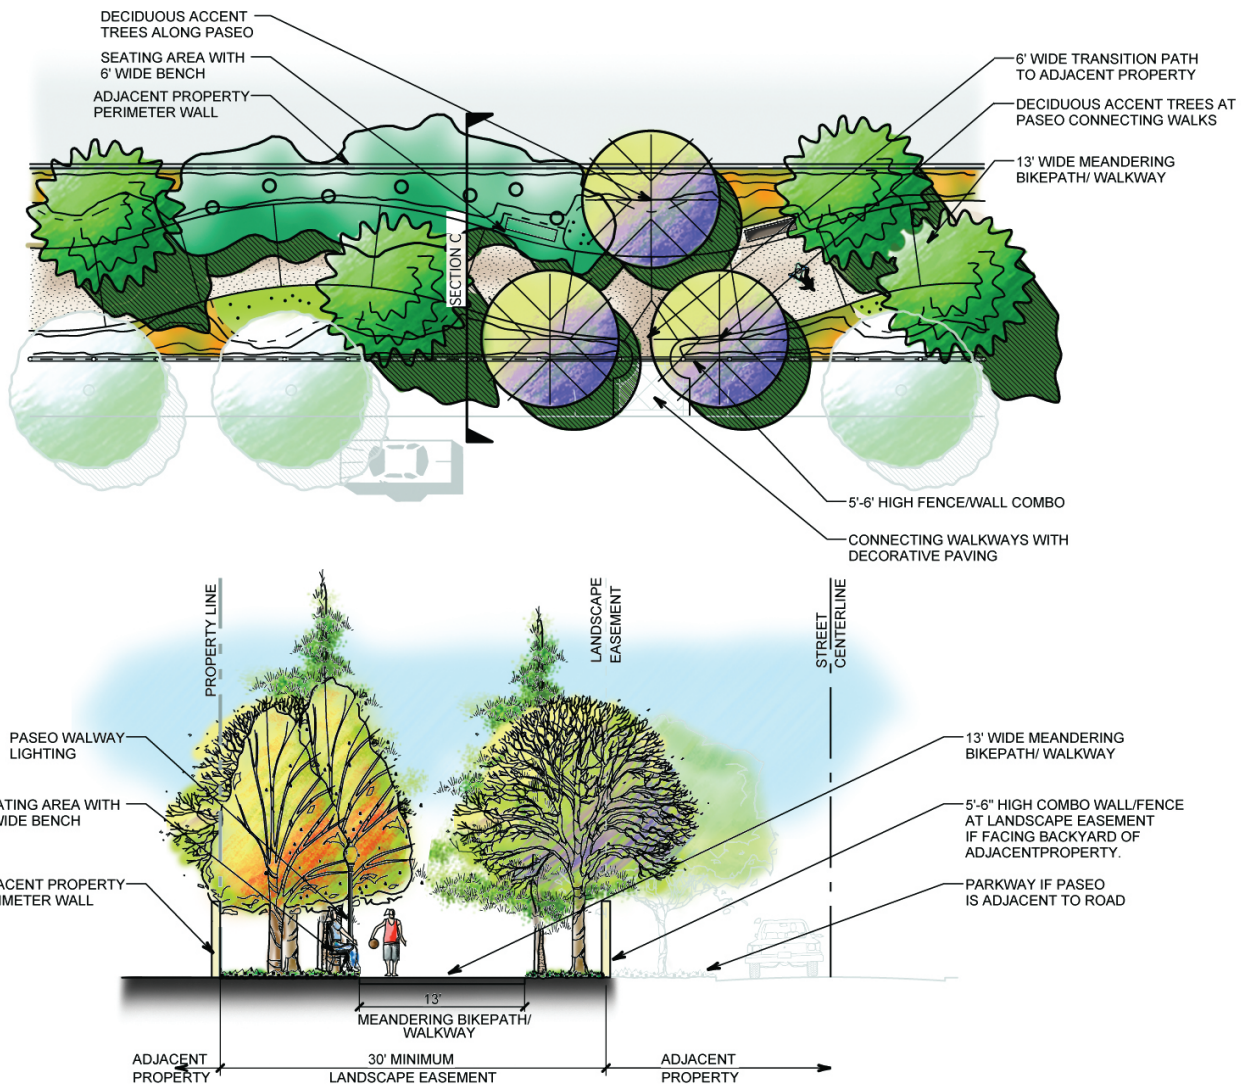 DECIDUOUS ACCENT
TREES ALONG PASEO
SEATING AREA WITH
6' WIDE BENCH
ADJACENT PROPERTY
PERIMETER WALL
6' WIDE TRANSITION PATH
TO ADJACENT PROPERTY
DECIDUOUS ACCENT TREES AT
PASEO CONNECTING WALKS
13' WIDE MEANDERING
BIKEPATH/ WALKWAY
SECTION C
5'-6' HIGH FENCE/WALL COMBO
CONNECTING WALKWAYS WITH
DECORATIVE PAVING
PROPERTY LINE
LANDSCAPE
EASEMENT
STREET
CENTERLINE
PASEO WALWAY
LIGHTING
ATING AREA WITH
WIDE BENCH
ACENT PROPERTY
IMETER WALL
13' WIDE MEANDERING
BIKEPATH/ WALKWAY
5'-6" HIGH COMBO WALL/FENCE
AT LANDSCAPE EASEMENT
IF FACING BACKYARD OF
ADJACENTPROPERTY.
PARKWAY IF PASEO
IS ADJACENT TO ROAD
13'
MEANDERING BIKEPATH/
WALKWAY
ADJACENT
PROPERTY
30' MINIMUM
LANDSCAPE EASEMENT
ADJACENT
PROPERTY